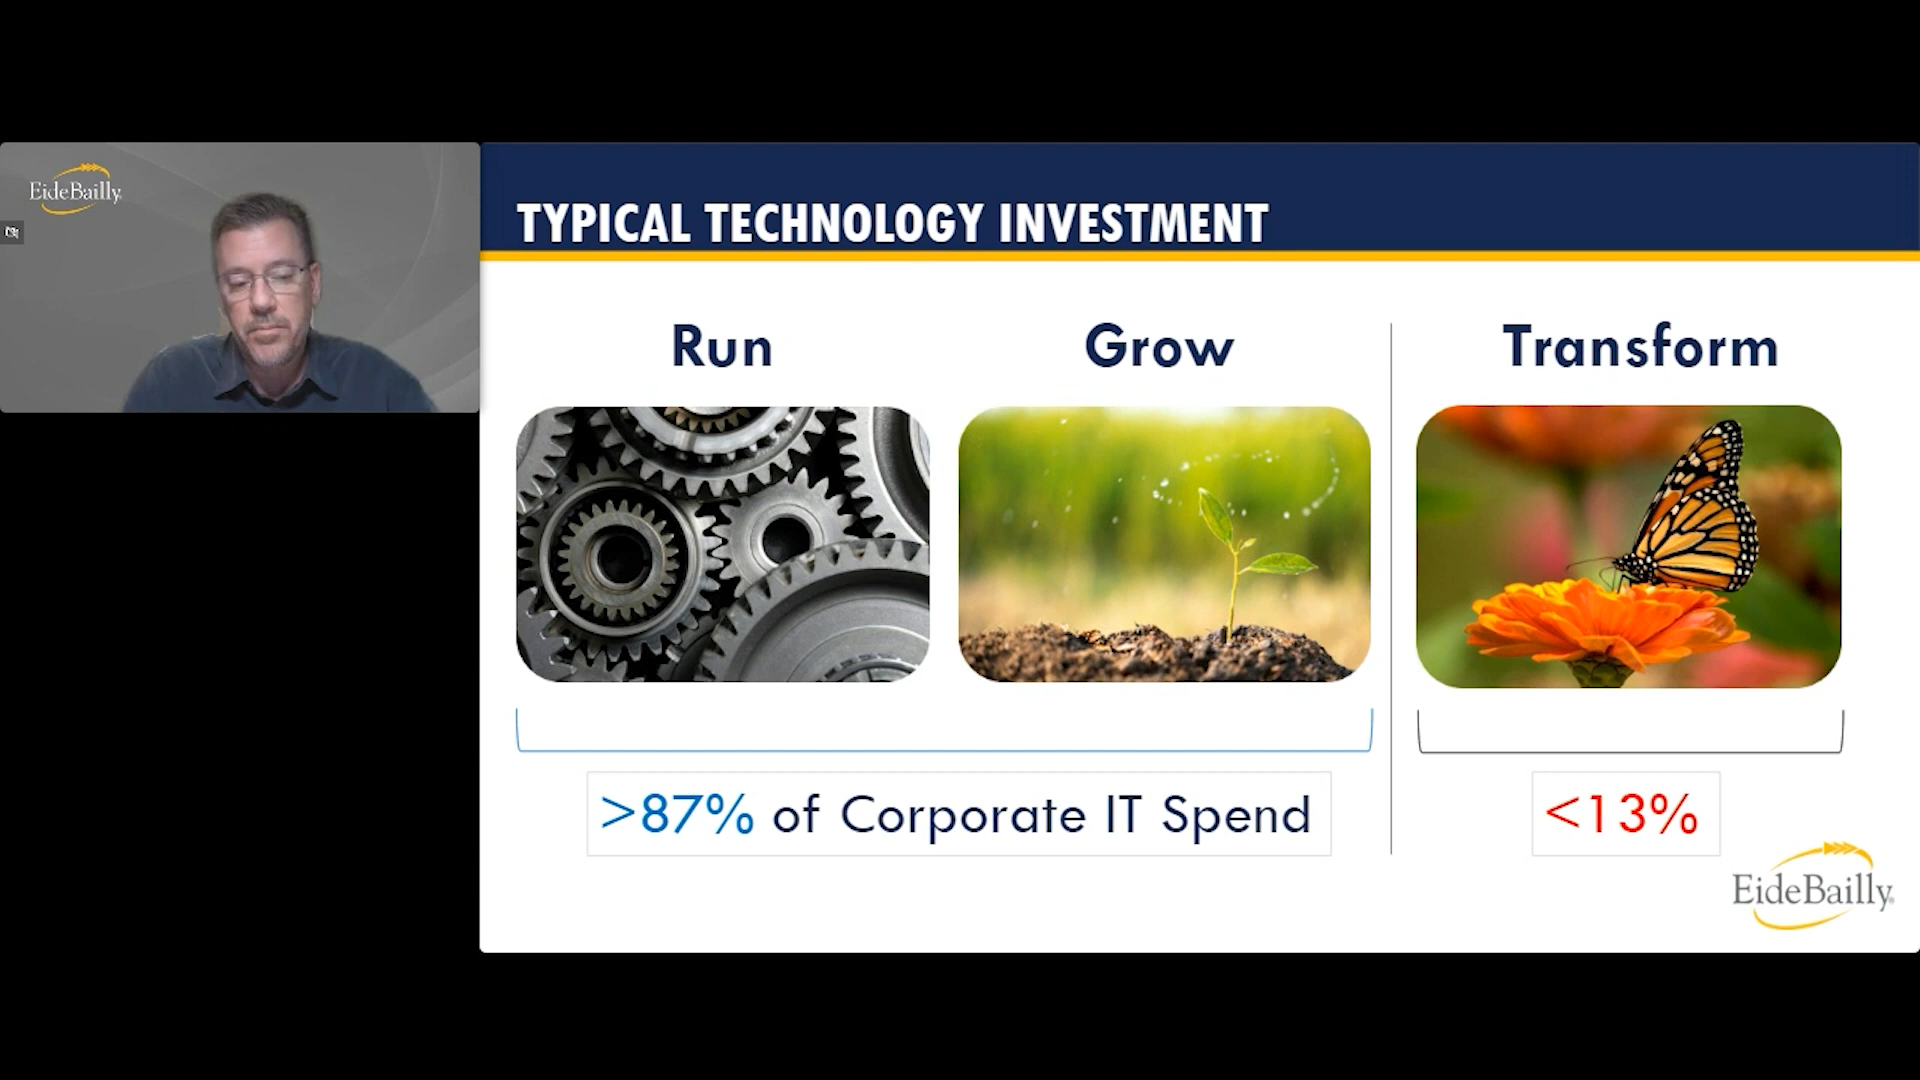 EideBailly
TYPICAL TECHNOLOGY INVESTMENT
Run
Grow
Transform
>87% of Corporate IT Spend
<13%
EideBailly